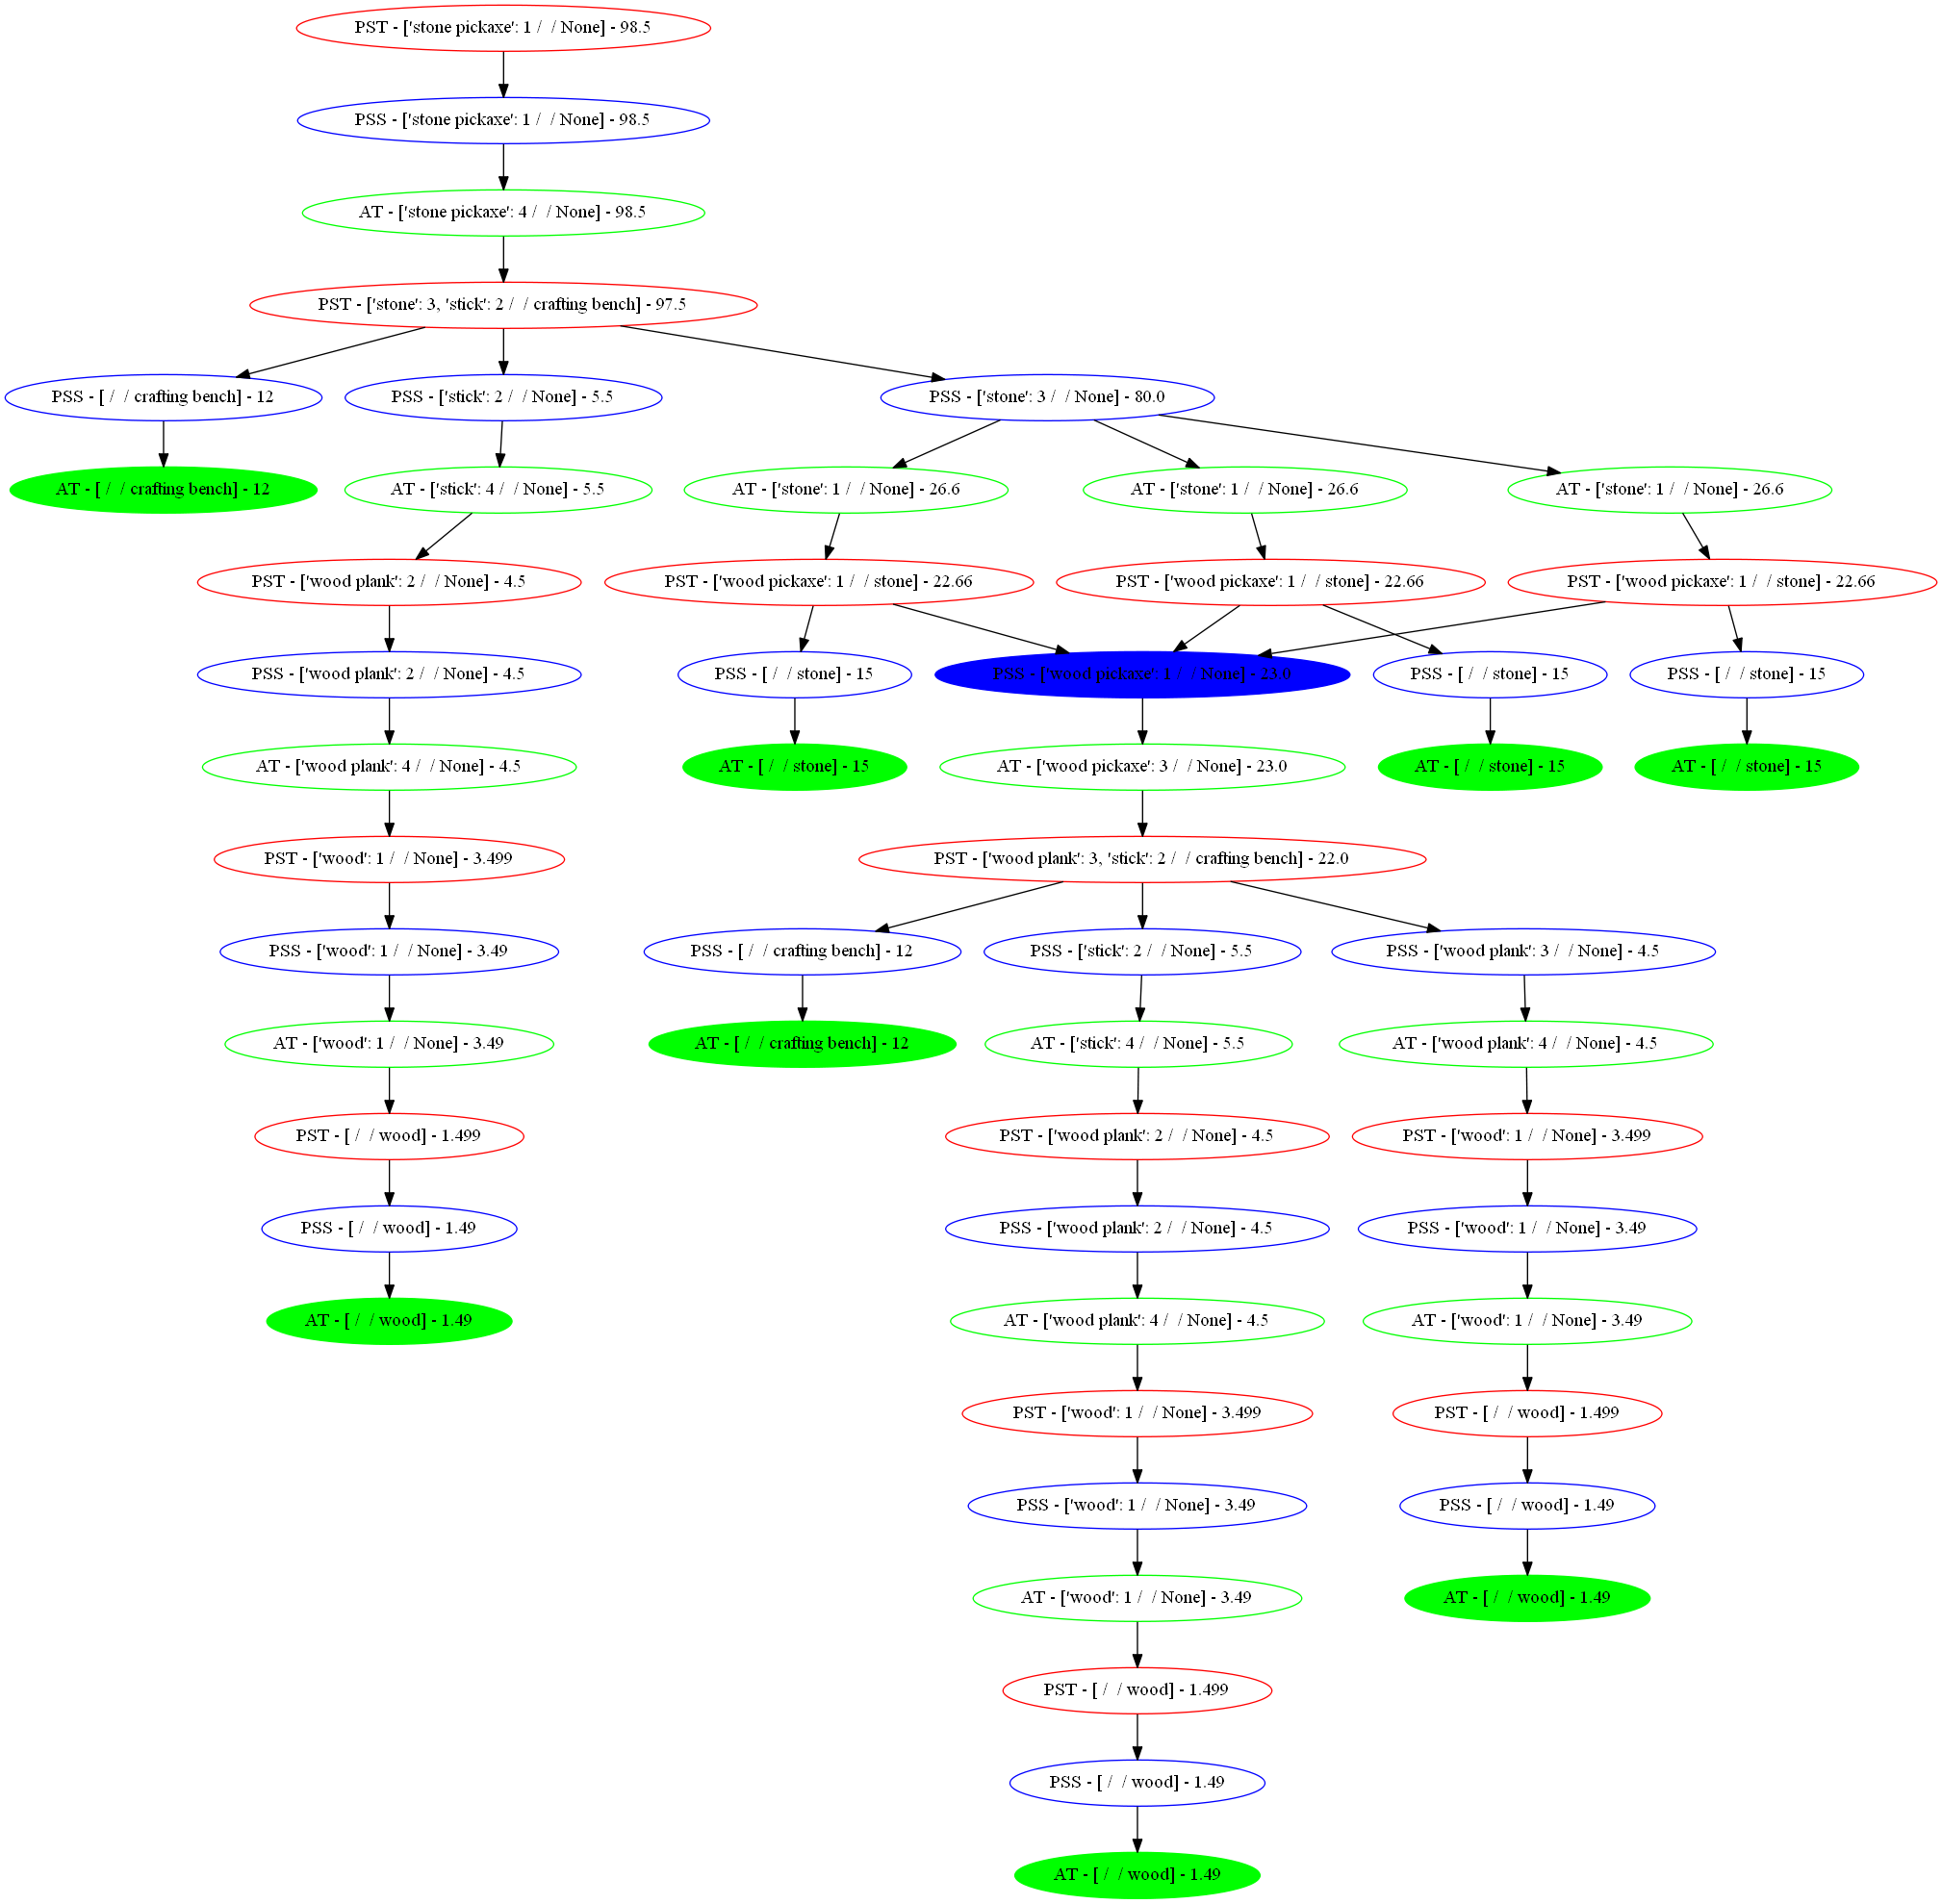 PST - ['stone pickaxe': 1 /  / None] - 98.5
PSS - ['stone pickaxe': 1 /  / None] - 98.5
AT - ['stone pickaxe': 4 /  / None] - 98.5
PST - ['stone': 3, 'stick': 2 /  / crafting bench] - 97.5
PSS - [ /  / crafting bench] - 12
PSS - ['stick': 2 /  / None] - 5.5
PSS - ['stone': 3 /  / None] - 80.0
AT - [ /  / crafting bench] - 12
AT - ['stick': 4 /  / None] - 5.5
AT - ['stone': 1 /  / None] - 26.6
AT - ['stone': 1 /  / None] - 26.6
AT - ['stone': 1 /  / None] - 26.6
PST - ['wood plank': 2 /  / None] - 4.5
PST - ['wood pickaxe': 1 /  / stone] - 22.66
PST - ['wood pickaxe': 1 /  / stone] - 22.66
PST - ['wood pickaxe': 1 /  / stone] - 22.66
PSS - ['wood plank': 2 /  / None] - 4.5
PSS - [ /  / stone] - 15
PSS - ['wood pickaxe': 1 /  / None] - 23.0
PSS - [ /  / stone] - 15
PSS - [ /  / stone] - 15
AT - ['wood plank': 4 /  / None] - 4.5
AT - [ /  / stone] - 15
AT - ['wood pickaxe': 3 /  / None] - 23.0
AT - [ /  / stone] - 15
AT - [ /  / stone] - 15
PST - ['wood': 1 /  / None] - 3.499
PST - ['wood plank': 3, 'stick': 2 /  / crafting bench] - 22.0
PSS - ['wood': 1 /  / None] - 3.49
PSS - [ /  / crafting bench] - 12
PSS - ['stick': 2 /  / None] - 5.5
PSS - ['wood plank': 3 /  / None] - 4.5
AT - ['wood': 1 /  / None] - 3.49
AT - [ /  / crafting bench] - 12
AT - ['stick': 4 /  / None] - 5.5
AT - ['wood plank': 4 /  / None] - 4.5
PST - [ /  / wood] - 1.499
PST - ['wood plank': 2 /  / None] - 4.5
PST - ['wood': 1 /  / None] - 3.499
PSS - [ /  / wood] - 1.49
PSS - ['wood plank': 2 /  / None] - 4.5
PSS - ['wood': 1 /  / None] - 3.49
AT - [ /  / wood] - 1.49
AT - ['wood plank': 4 /  / None] - 4.5
AT - ['wood': 1 /  / None] - 3.49
PST - ['wood': 1 /  / None] - 3.499
PST - [ /  / wood] - 1.499
PSS - ['wood': 1 /  / None] - 3.49
PSS - [ /  / wood] - 1.49
AT - ['wood': 1 /  / None] - 3.49
AT - [ /  / wood] - 1.49
PST - [ /  / wood] - 1.499
PSS - [ /  / wood] - 1.49
AT - [ /  / wood] - 1.49